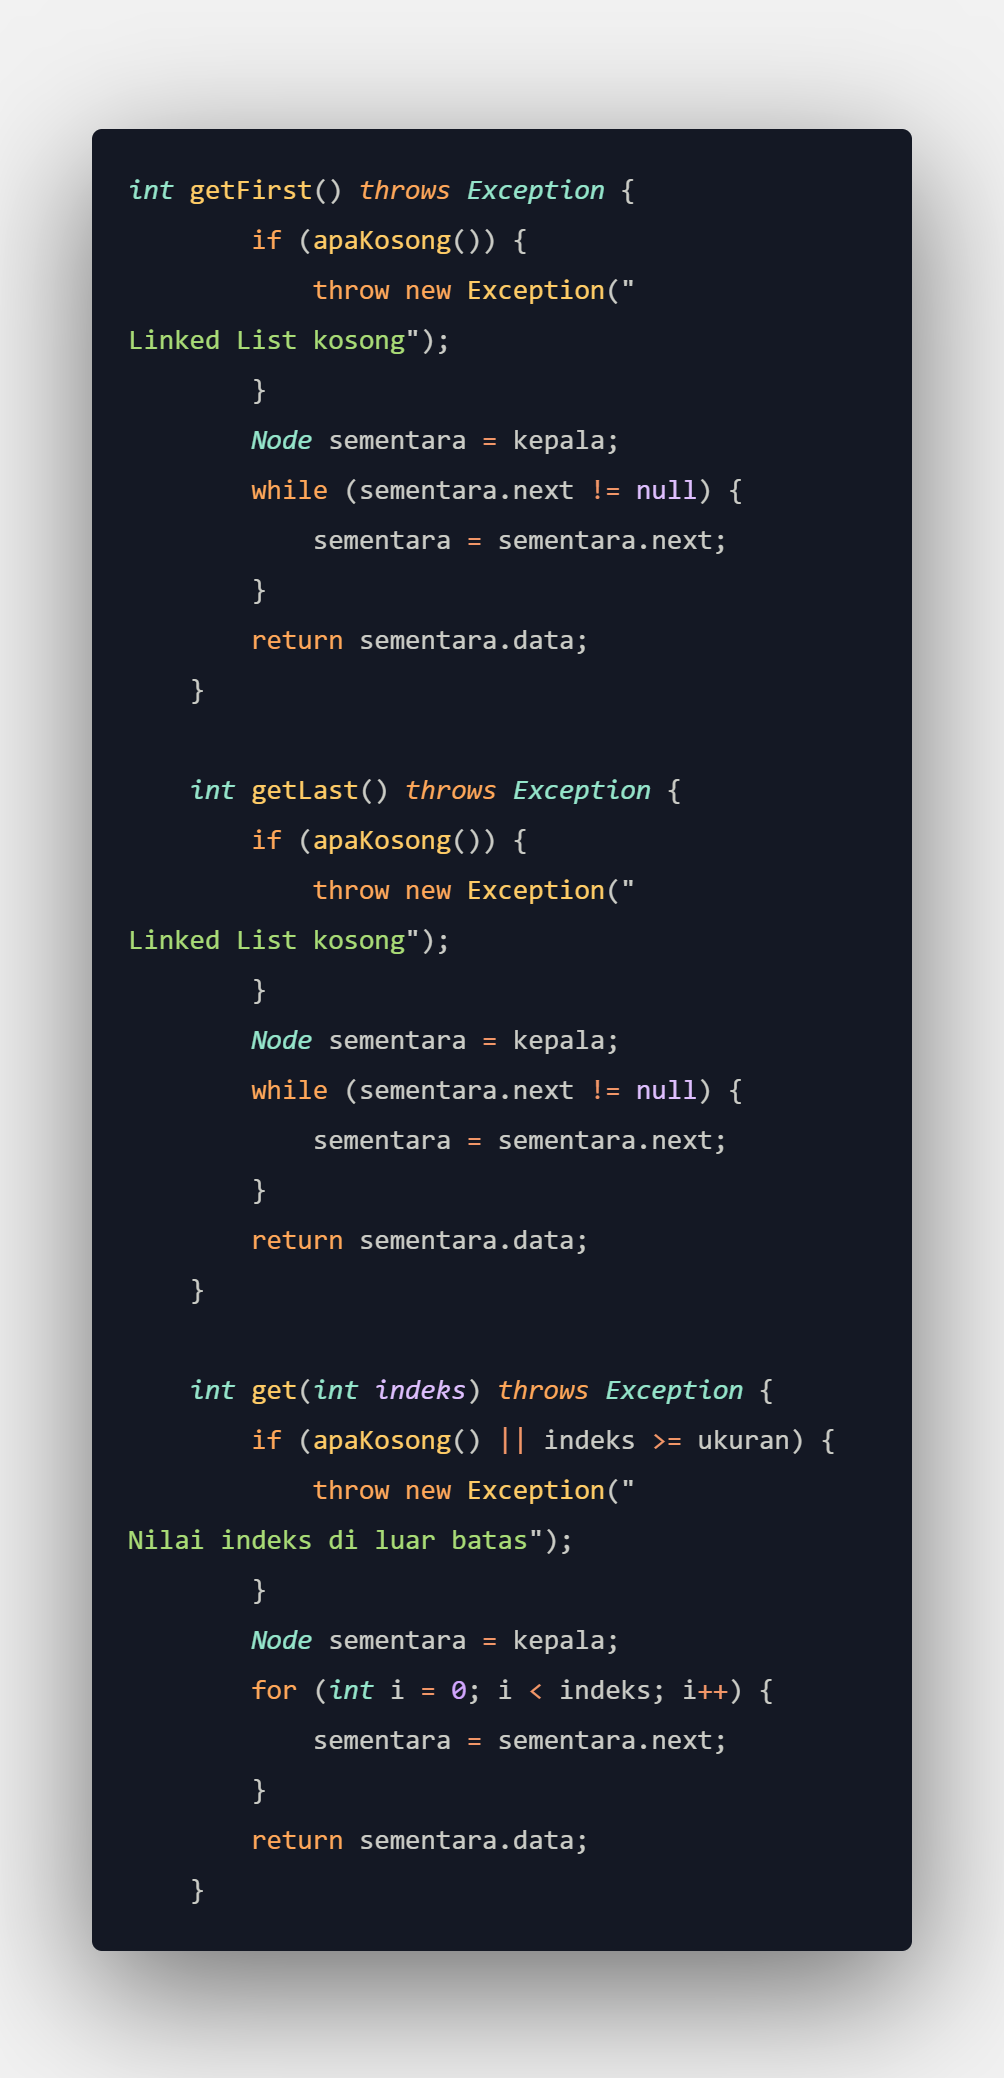 int getFirst() throws Exception {
        if (apaKosong()) {
            throw new Exception("
Linked List kosong");
        }
        Node sementara = kepala;
        while (sementara.next != null) {
            sementara = sementara.next;
        }
        return sementara.data;
    }

    int getLast() throws Exception {
        if (apaKosong()) {
            throw new Exception("
Linked List kosong");
        }
        Node sementara = kepala;
        while (sementara.next != null) {
            sementara = sementara.next;
        }
        return sementara.data;
    }

    int get(int indeks) throws Exception {
        if (apaKosong() || indeks >= ukuran) {
            throw new Exception("
Nilai indeks di luar batas");
        }
        Node sementara = kepala;
        for (int i = 0; i < indeks; i++) {
            sementara = sementara.next;
        }
        return sementara.data;
    }